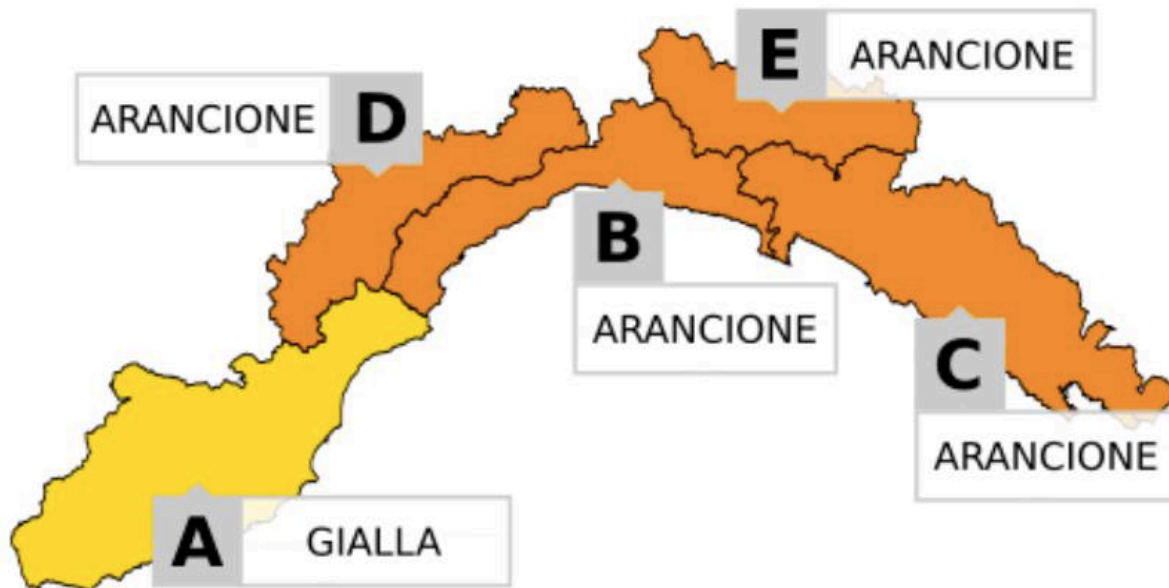 E ARANCIONE
ARANCIONE D
B
ARANCIONE
C
ARANCIONE
A GIALLA